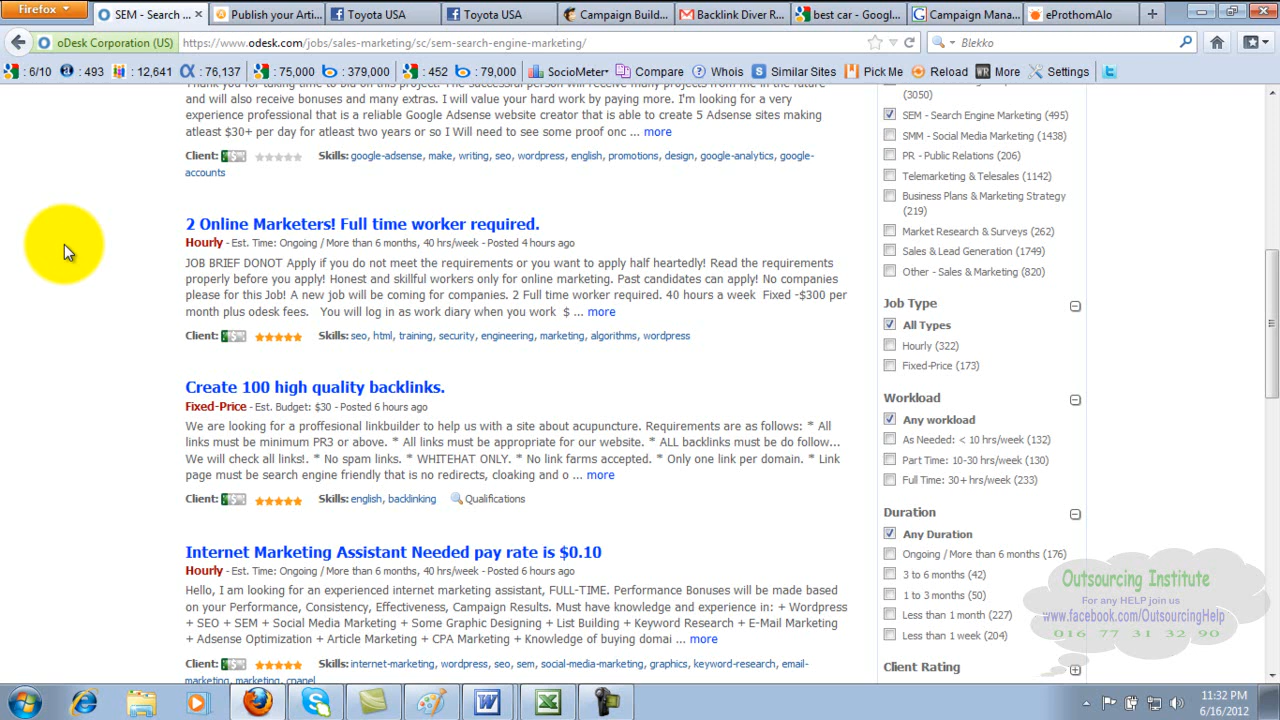 Firefox
SEM - Search ...
Publish your Arti...
Toyota USA
Toyota USA
Campaign Build...
Backlink Diver R...
best car - Googl...
Campaign Mana...
eProthomAlo
oDesk Corporation (US)
https://www.odesk.com/jobs/sales-marketing/sc/sem-search-engine-marketing/
Blekko
: 6/10 : 493 : 12,641 : 76,137 : 75,000 : 379,000 : 452 : 79,000 SocioMeter Compare Whois Similar Sites Pick Me Reload More Settings
and will also receive bonuses and many extras. I will value your hard work by paying more. I'm looking for a very
experience professional that is a reliable Google Adsense website creator that is able to create 5 Adsense sites making
atleast $30+ per day for atleast two years or so I Will need to see some proof onc ... more
Client: Skills: google-adsense, make, writing, seo, wordpress, english, promotions, design, google-analytics, google-
accounts
2 Online Marketers! Full time worker required.
Hourly - Est. Time: Ongoing / More than 6 months, 40 hrs/week - Posted 4 hours ago
JOB BRIEF DONOT Apply if you do not meet the requirements or you want to apply half heartedly! Read the requirements
properly before you apply! Honest and skillful workers only for online marketing. Past candidates can apply! No companies
please for this Job! A new job will be coming for companies. 2 Full time worker required. 40 hours a week Fixed -$300 per
month plus odesk fees. You will log in as work diary when you work $ ... more
Client: Skills: seo, html, training, security, engineering, marketing, algorithms, wordpress
Create 100 high quality backlinks.
Fixed-Price - Est. Budget: $30 - Posted 6 hours ago
We are looking for a proffesional linkbuilder to help us with a site about acupuncture. Requirements are as follows: * All
links must be minimum PR3 or above. * All links must be appropriate for our website. * ALL backlinks must be do follow...
We will check all links!. * No spam links. * WHITEHAT ONLY. * No link farms accepted. * Only one link per domain. * Link
page must be search engine friendly that is no redirects, cloaking and o ... more
Client: Skills: english, backlinking Qualifications
Internet Marketing Assistant Needed pay rate is $0.10
Hourly - Est. Time: Ongoing / More than 6 months, 40 hrs/week - Posted 6 hours ago
Hello, I am looking for an experienced internet marketing assistant, FULL-TIME. Performance Bonuses will be made based
on your Performance, Consistency, Effectiveness, Campaign Results. Must have knowledge and experience in: + Wordpress
+ SEO + SEM + Social Media Marketing + Some Graphic Designing + List Building + Keyword Research + E-Mail Marketing
+ Adsense Optimization + Article Marketing + CPA Marketing + Knowledge of buying domai ... more
Client: Skills: internet-marketing, wordpress, seo, sem, social-media-marketing, graphics, keyword-research, email-
marketing, marketing, cpanel
(3050)
SEM - Search Engine Marketing (495)
SMM - Social Media Marketing (1438)
PR - Public Relations (206)
Telemarketing & Telesales (1142)
Business Plans & Marketing Strategy
(219)
Market Research & Surveys (262)
Sales & Lead Generation (1749)
Other - Sales & Marketing (820)
Job Type
All Types
Hourly (322)
Fixed-Price (173)
Workload
Any workload
As Needed: < 10 hrs/week (132)
Part Time: 10-30 hrs/week (130)
Full Time: 30+ hrs/week (233)
Duration
Any Duration
Ongoing / More than 6 months (176)
3 to 6 months (42)
1 to 3 months (50)
Less than 1 month (227)
Less than 1 week (204)
Client Rating
Outsourcing Institute
For any HELP join us
www.facebook.com/OutsourcingHelp
016 77 31 32 90
11:32 PM
6/16/2012